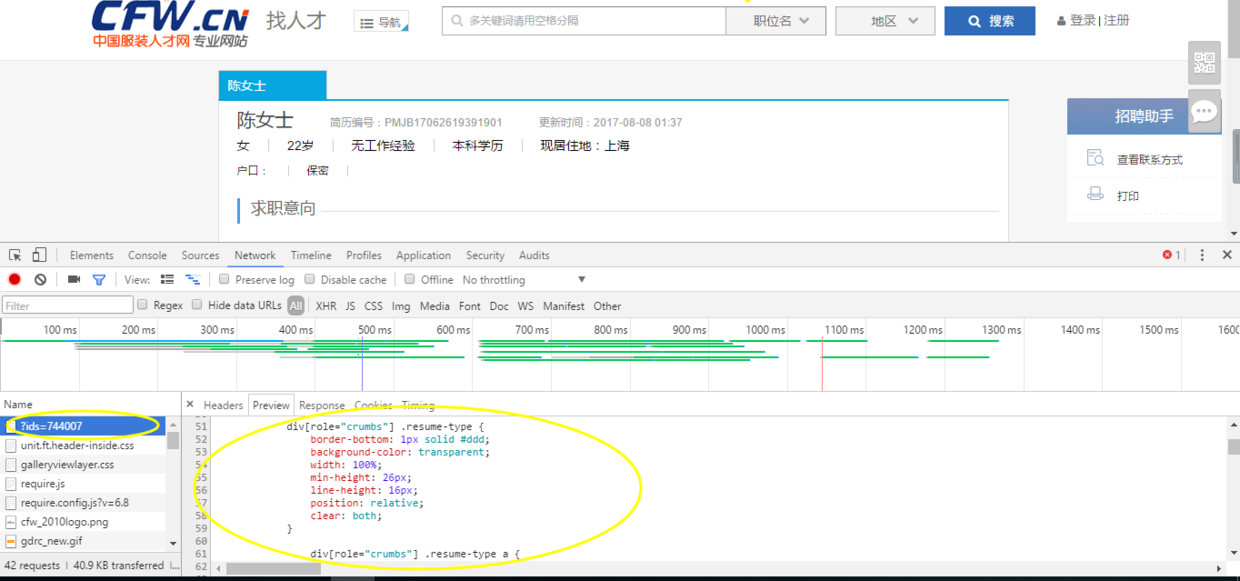 CFW.CN 找人才 导航 多关键词请用空格分隔 职位名 地区 搜索 登录 | 注册
中国服装人才网 专业网站
陈女士
陈女士 简历编号：PMJB17062619391901 更新时间：2017-08-08 01:37
招聘助手
女 22岁 无工作经验 本科学历 现居住地：上海
查看联系方式
户口： 保密
打印
求职意向
Elements Console Sources Network Timeline Profiles Application Security Audits 1
View: Preserve log Disable cache Offline No throttling
Filter Regex Hide data URLs All XHR JS CSS Img Media Font Doc WS Manifest Other
100 ms 200 ms 300 ms 400 ms 500 ms 600 ms 700 ms 800 ms 900 ms 1000 ms 1100 ms 1200 ms 1300 ms 1400 ms 1500 ms 1600
Name Headers Preview Response Cookies Timing
?ids=744007
unit.ft.header-inside.css
galleryviewlayer.css
require.js
require.config.js?v=6.8
cfw_2010logo.png
gdrc_new.gif
42 requests | 40.9 KB transferred |...
51 div[role="crumbs"] .resume-type {
52 border-bottom: 1px solid #ddd;
53 background-color: transparent;
54 width: 100%;
55 min-height: 26px;
56 line-height: 16px;
57 position: relative;
58 clear: both;
59 }
60
61 div[role="crumbs"] .resume-type a {
62